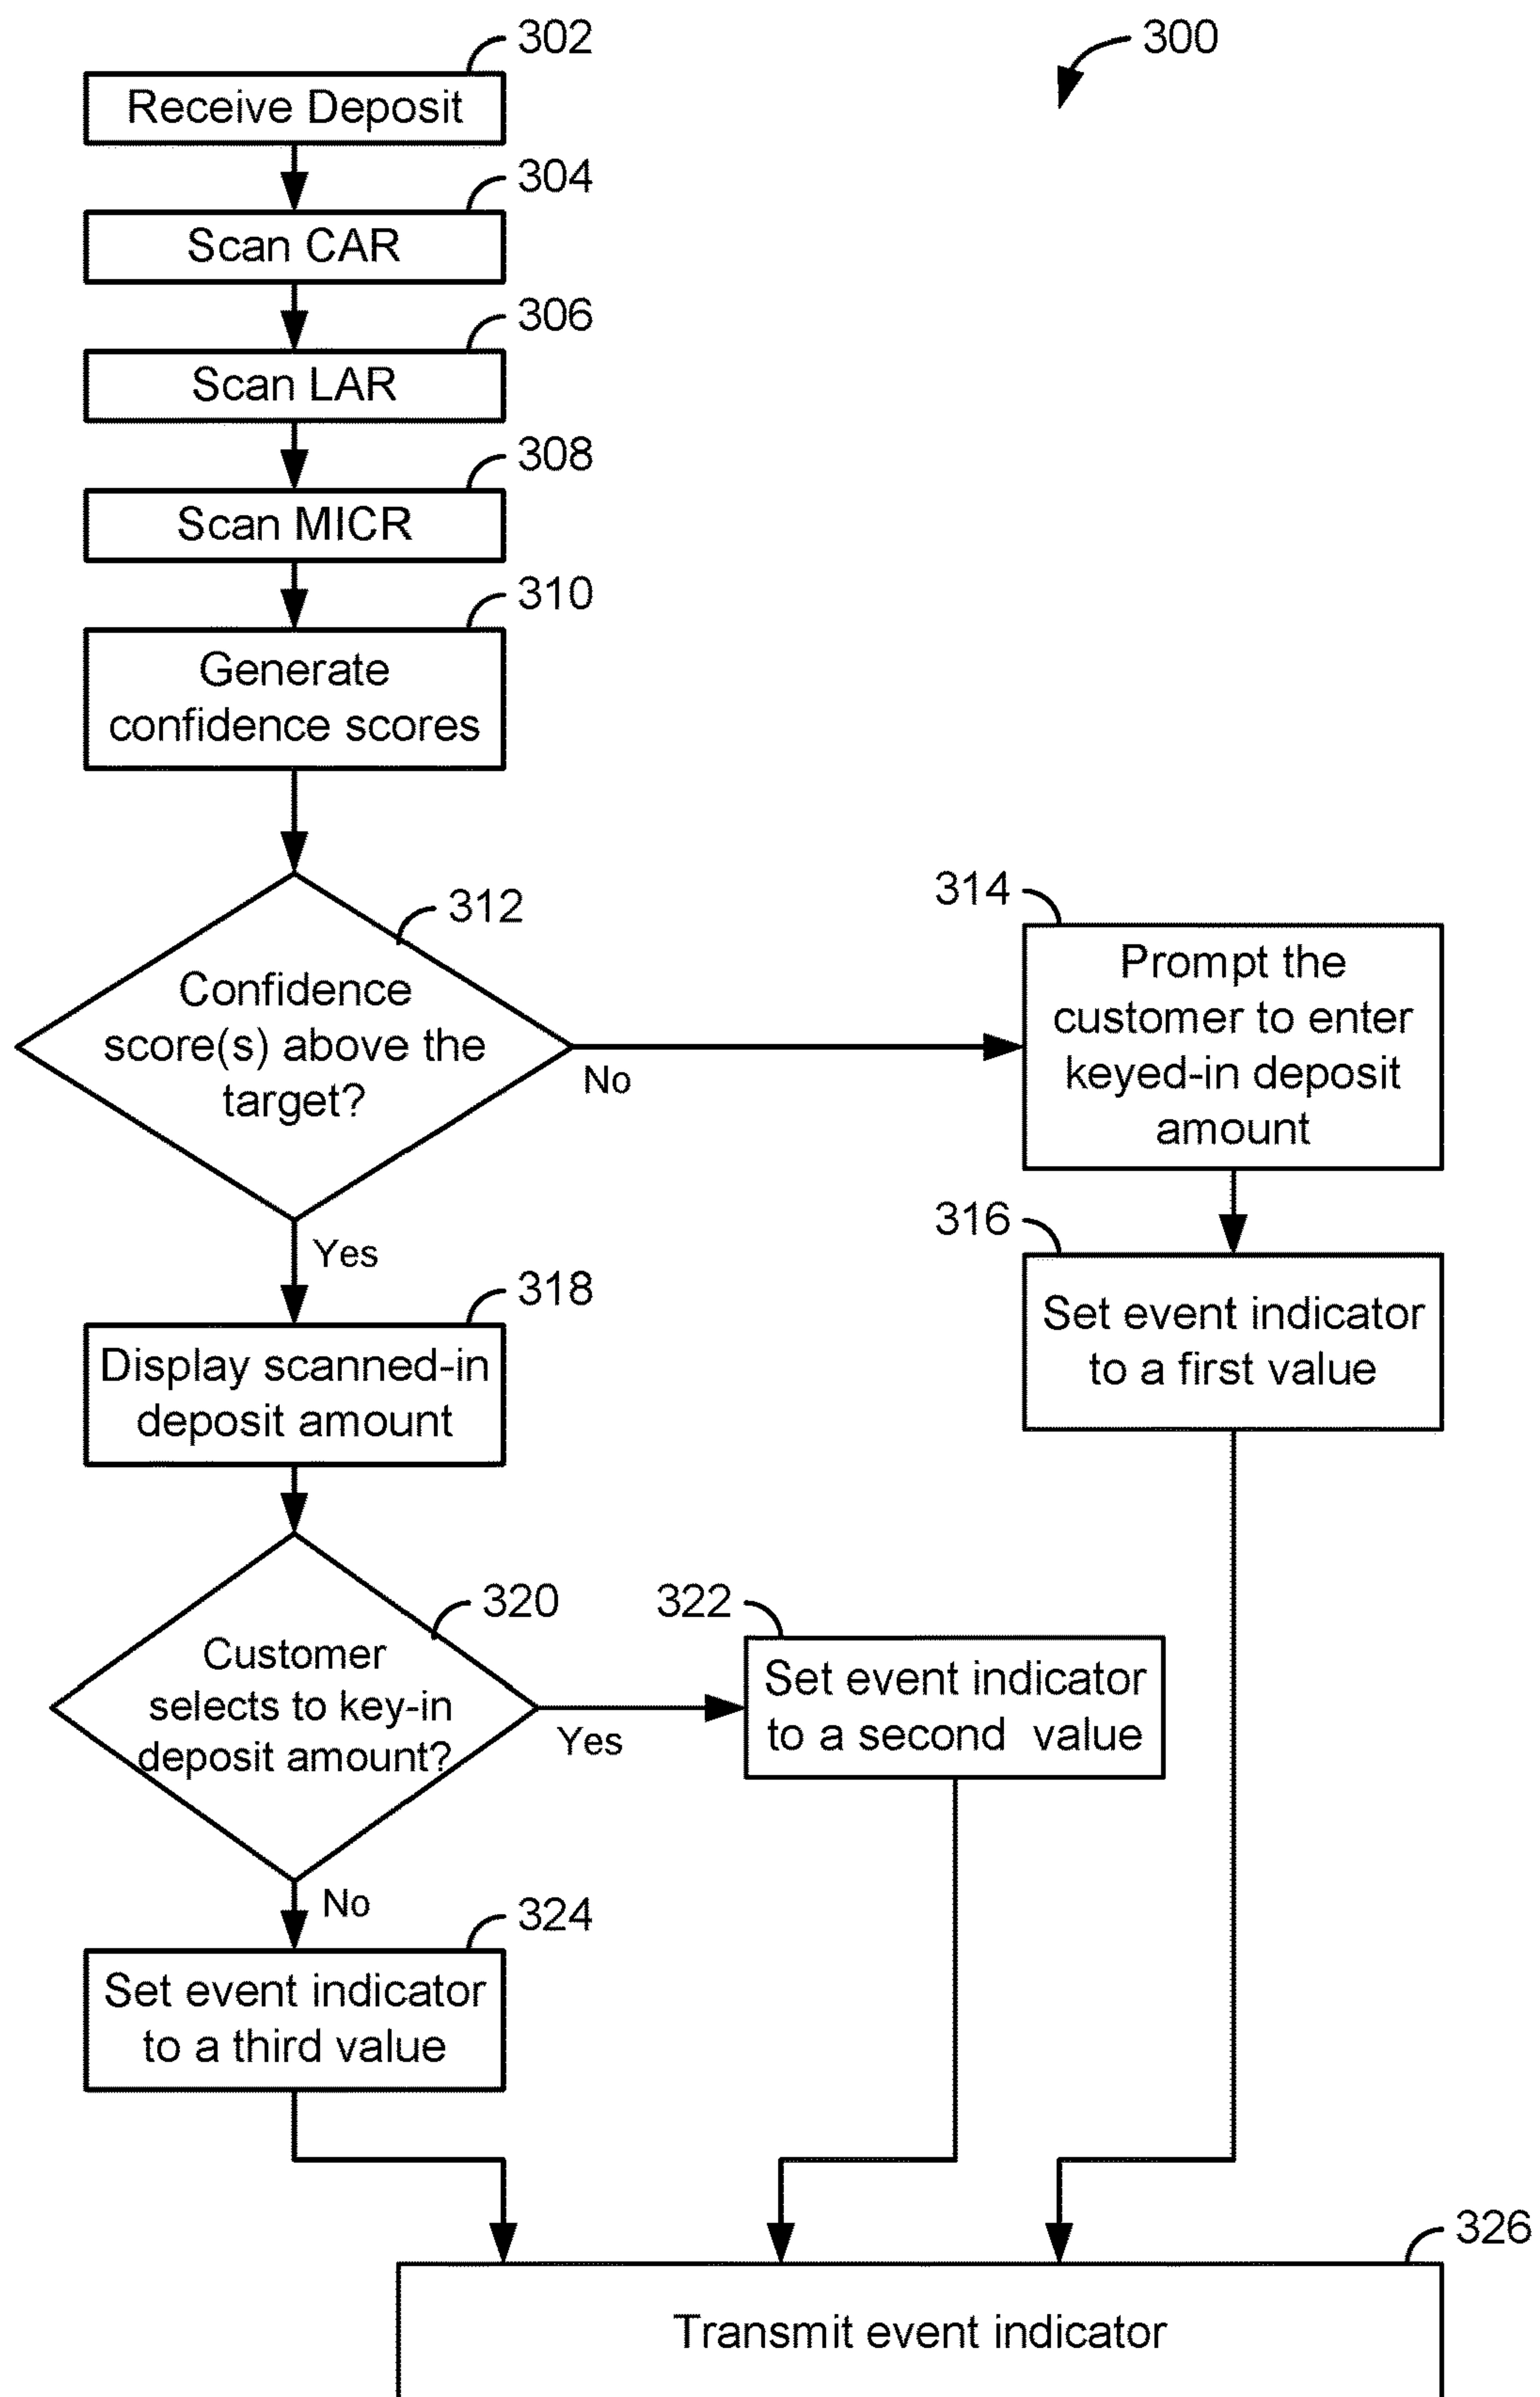 302
300
Receive Deposit
304
Scan CAR
306
Scan LAR
308
Scan MICR
310
Generate
confidence scores
312
Confidence
score(s) above the
target?
No
Yes
314
Prompt the
customer to enter
keyed-in deposit
amount
316
Set event indicator
to a first value
318
Display scanned-in
deposit amount
320
Customer
selects to key-in
deposit amount?
Yes
No
322
Set event indicator
to a second value
324
Set event indicator
to a third value
326
Transmit event indicator